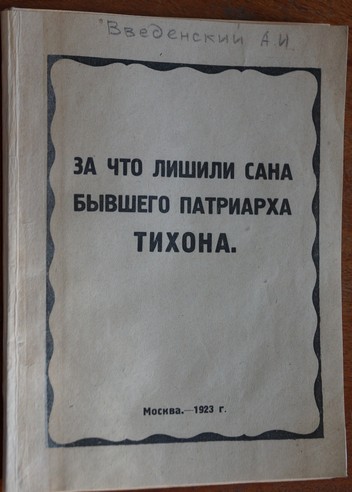 Введенский А.И.
ЗА ЧТО ЛИШИЛИ САНА
БЫВШЕГО ПАТРИАРХА
ТИХОНА.
Москва.—1923 г.